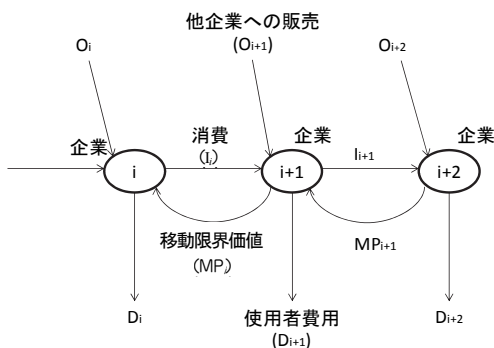 他企業への販売
(Oi+1)
Oi
Oi+2
企業
消費
(Ii)
企業
企業
Ii+1
i
i+1
i+2
移動限界価値
(MPi)
MPi+1
Di
使用者費用
(Di+1)
Di+2